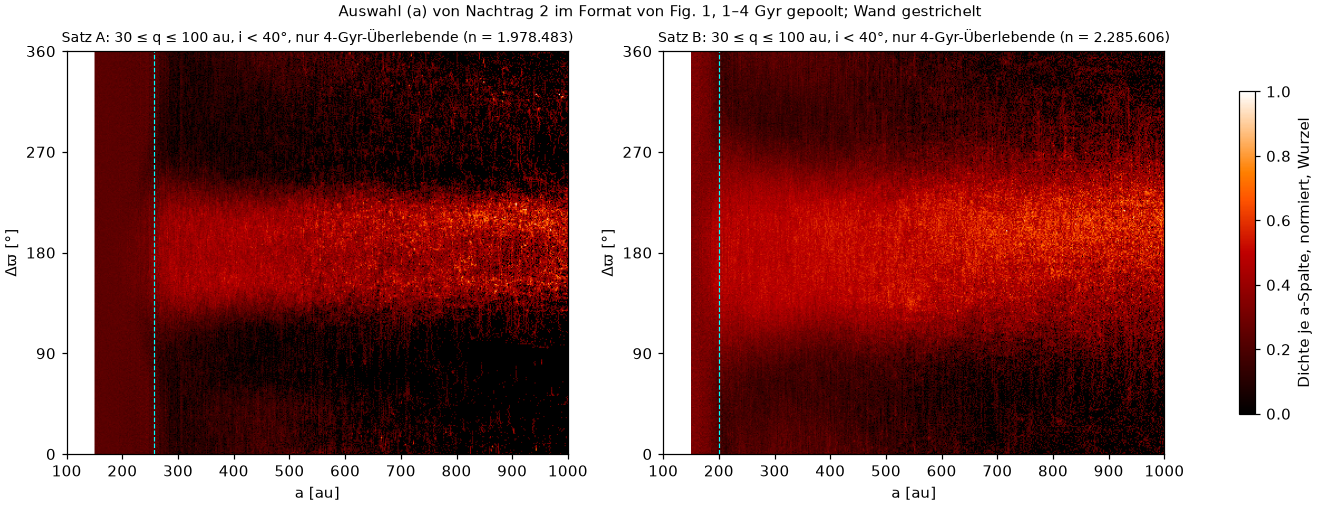 Auswahl (a) von Nachtrag 2 im Format von Fig. 1, 1–4 Gyr gepoolt; Wand gestrichelt
Satz A: 30 ≤ q ≤ 100 au, i < 40°, nur 4-Gyr-Überlebende (n = 1.978.483)
Satz B: 30 ≤ q ≤ 100 au, i < 40°, nur 4-Gyr-Überlebende (n = 2.285.606)
360
270
180
90
0
Δϖ [°]
100 200 300 400 500 600 700 800 900 1000
a [au]
360
270
180
90
0
Δϖ [°]
100 200 300 400 500 600 700 800 900 1000
a [au]
1.0
0.8
0.6
0.4
0.2
0.0
Dichte je a-Spalte, normiert, Wurzel